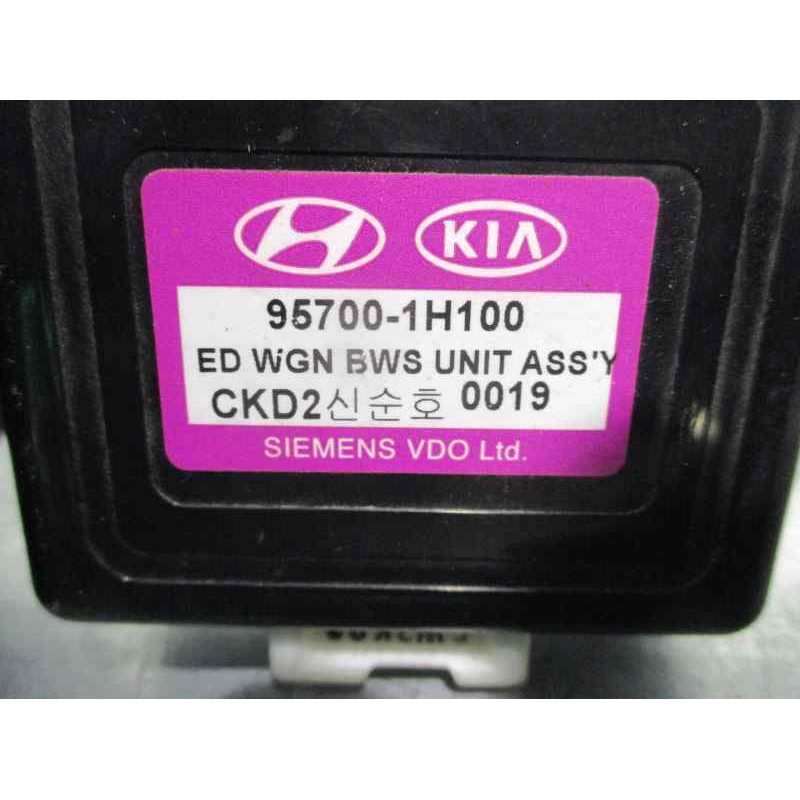 KIA
95700-1H100
ED WGN BWS UNIT ASS'Y
CKD2신순호 0019
SIEMENS VDO Ltd.